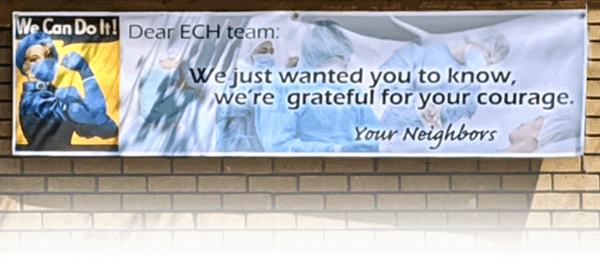 We Can Do It!
Dear ECH team:
We just wanted you to know,
we're grateful for your courage.
Your Neighbors